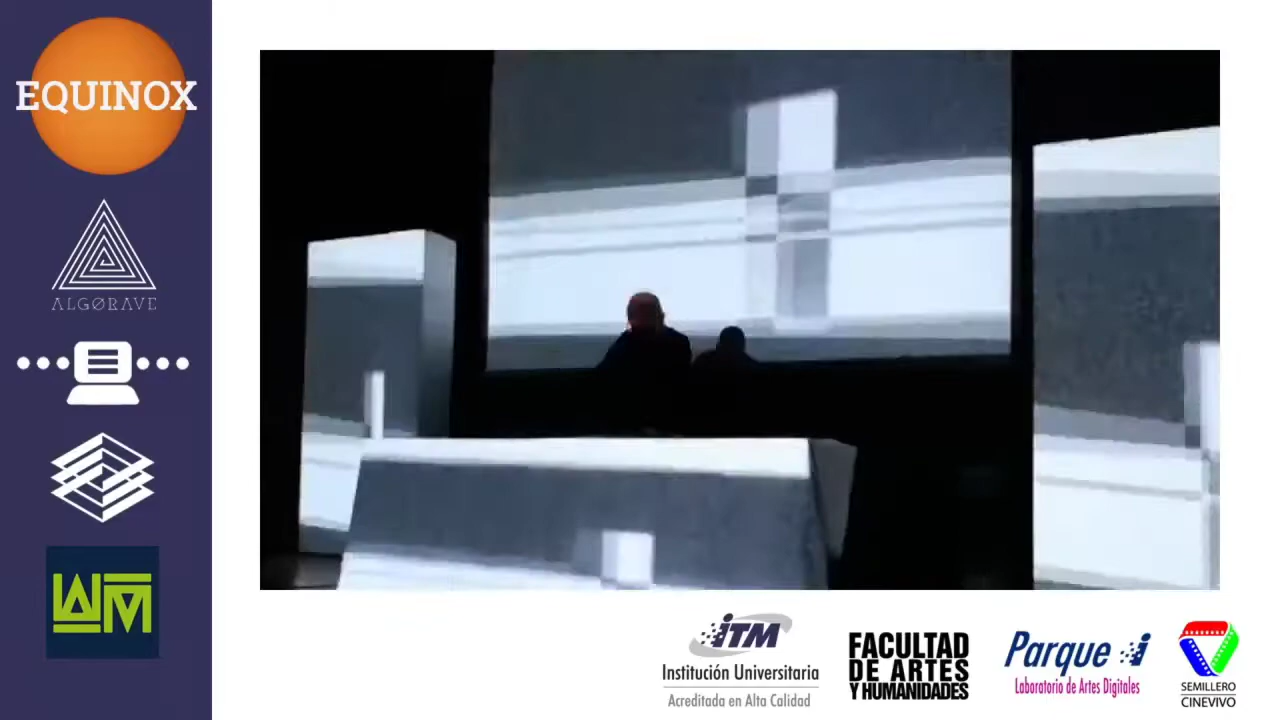 EQUINOX
ALGØRAVE
iTM
Institución Universitaria
Acreditada en Alta Calidad
FACULTAD
DE ARTES
Y HUMANIDADES
Parque i
Laboratorio de Artes Digitales
SEMILLERO
CINEVIVO